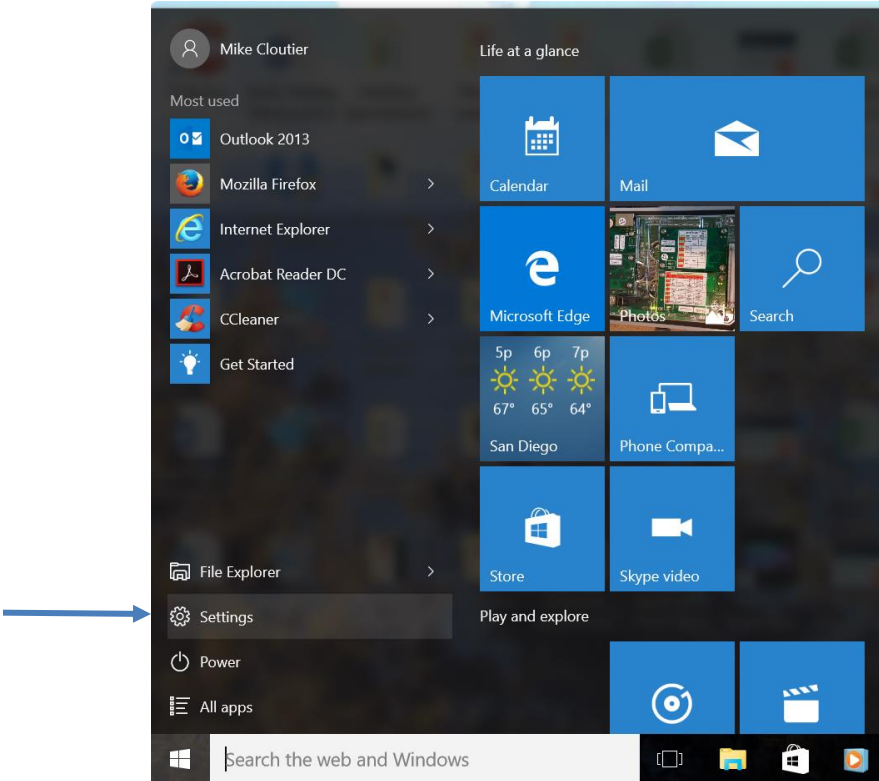 Mike Cloutier
Most used
Outlook 2013
Mozilla Firefox
Internet Explorer
Acrobat Reader DC
CCleaner
Get Started
File Explorer
Settings
Power
All apps
Search the web and Windows
Life at a glance
Calendar
Mail
Microsoft Edge
Photos
Search
5p 6p 7p
67° 65° 64°
San Diego
Phone Compa...
Store
Skype video
Play and explore